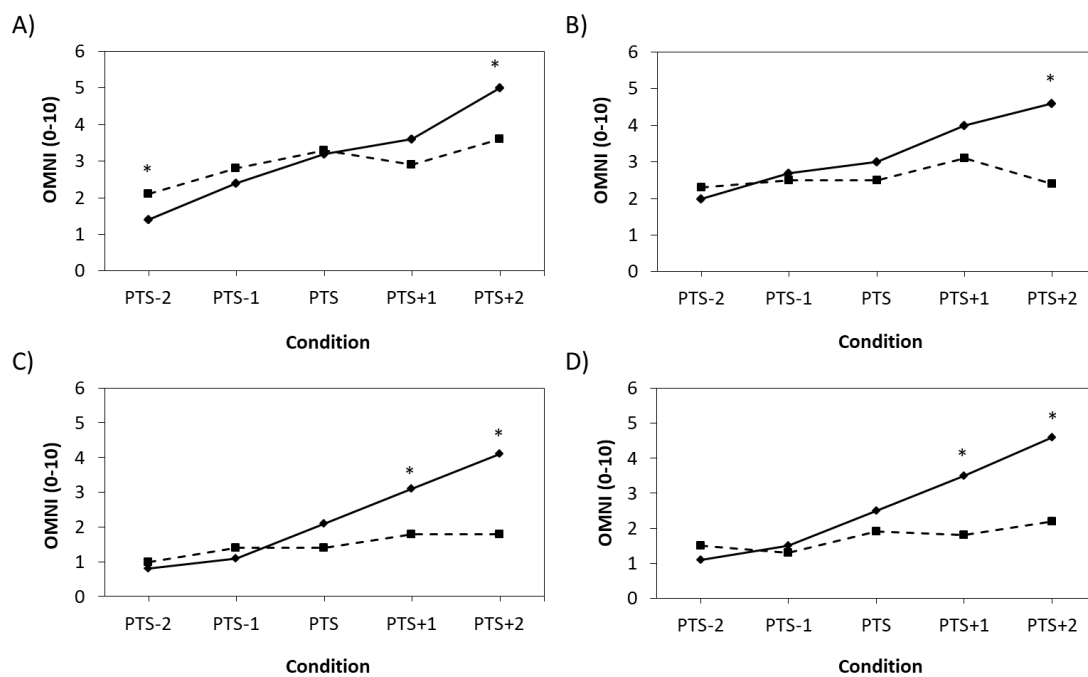 A)
OMNI (0-10)
6
5
4
3
2
1
0
*
*
PTS-2 PTS-1 PTS PTS+1 PTS+2
Condition
B)
OMNI (0-10)
6
5
4
3
2
1
0
*
PTS-2 PTS-1 PTS PTS+1 PTS+2
Condition
C)
OMNI (0-10)
6
5
4
3
2
1
0
*
*
PTS-2 PTS-1 PTS PTS+1 PTS+2
Condition
D)
OMNI (0-10)
6
5
4
3
2
1
0
*
*
PTS-2 PTS-1 PTS PTS+1 PTS+2
Condition